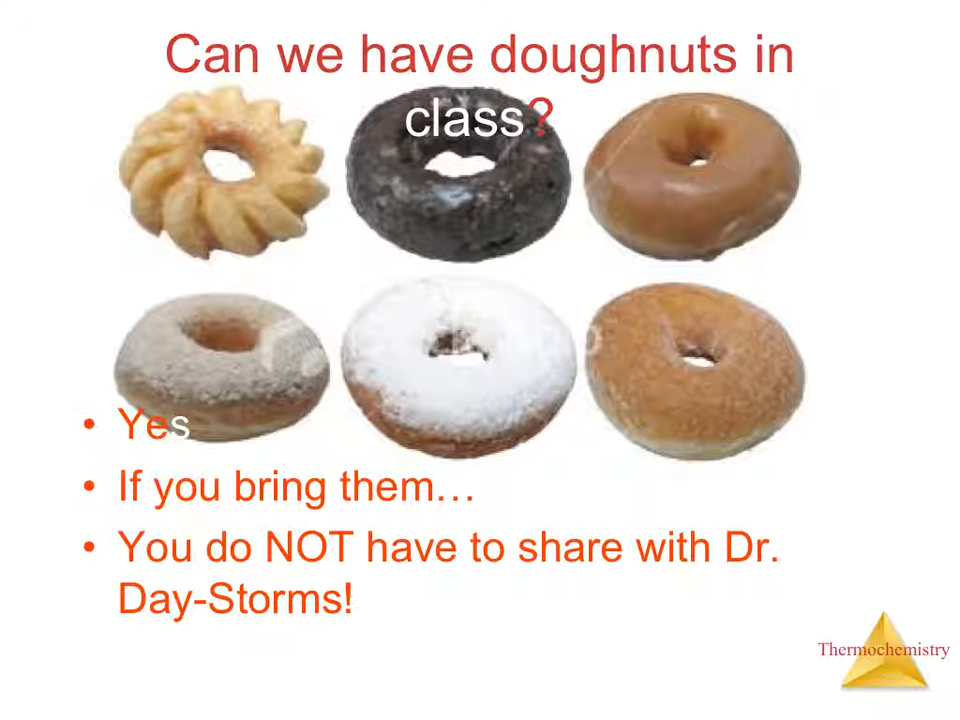 Can we have doughnuts in
class?
• Yes
• If you bring them…
• You do NOT have to share with Dr.
Day-Storms!
Thermochemistry